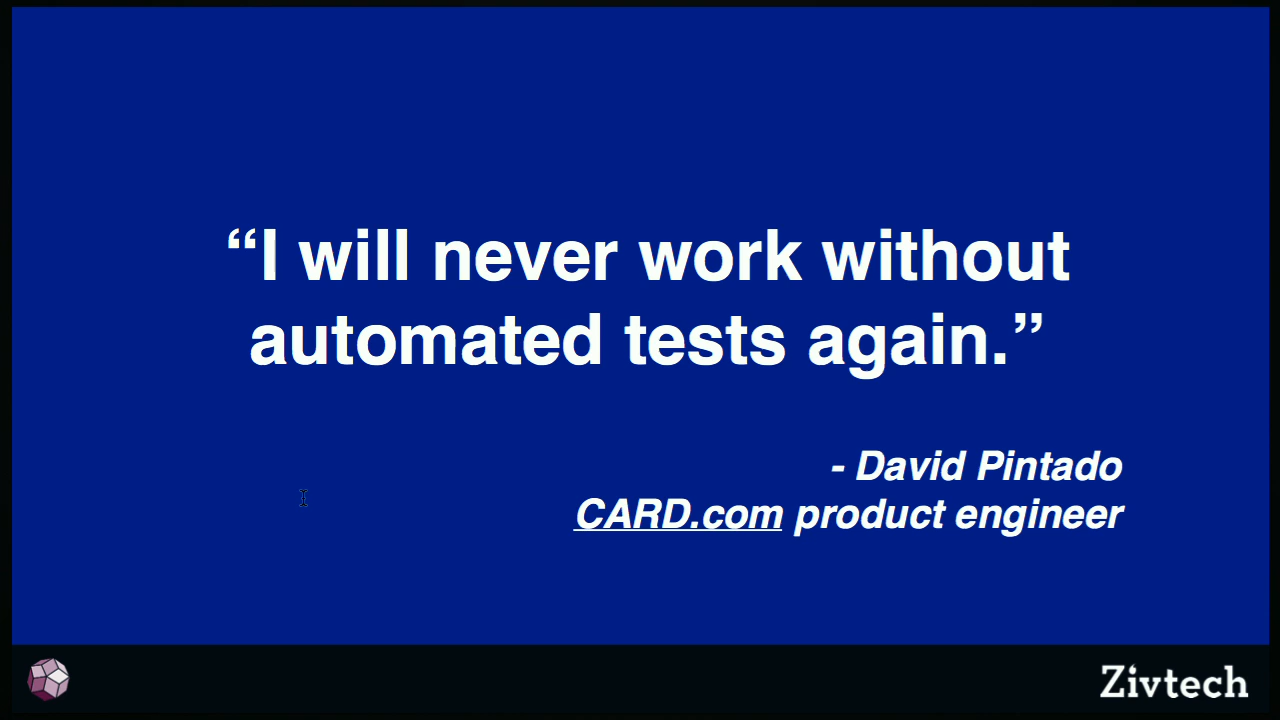 “I will never work without
automated tests again.”
- David Pintado
CARD.com product engineer
Zivtech